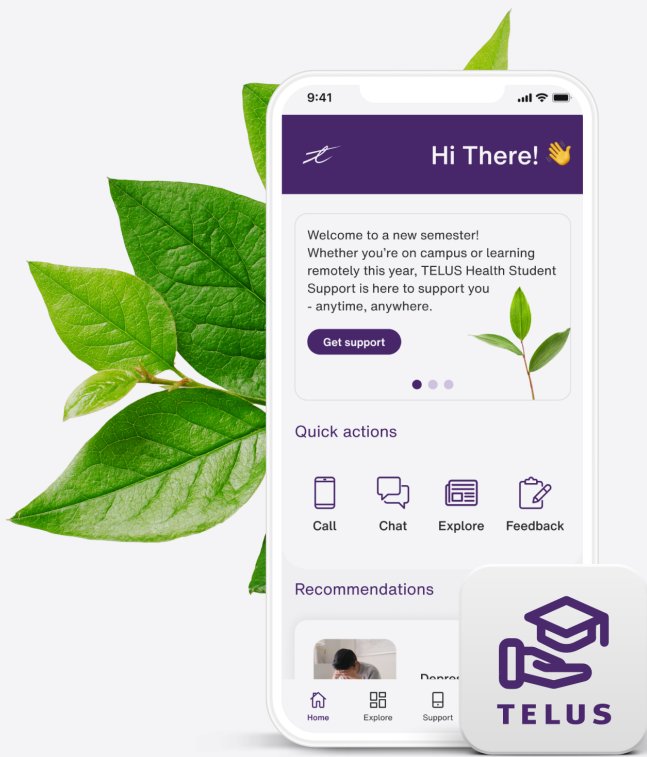 9:41
Hi There! 👋
Welcome to a new semester!
Whether you’re on campus or learning
remotely this year, TELUS Health Student
Support is here to support you
- anytime, anywhere.
Get support
Quick actions
Call
Chat
Explore
Feedback
Recommendations
Home
Explore
Support
TELUS